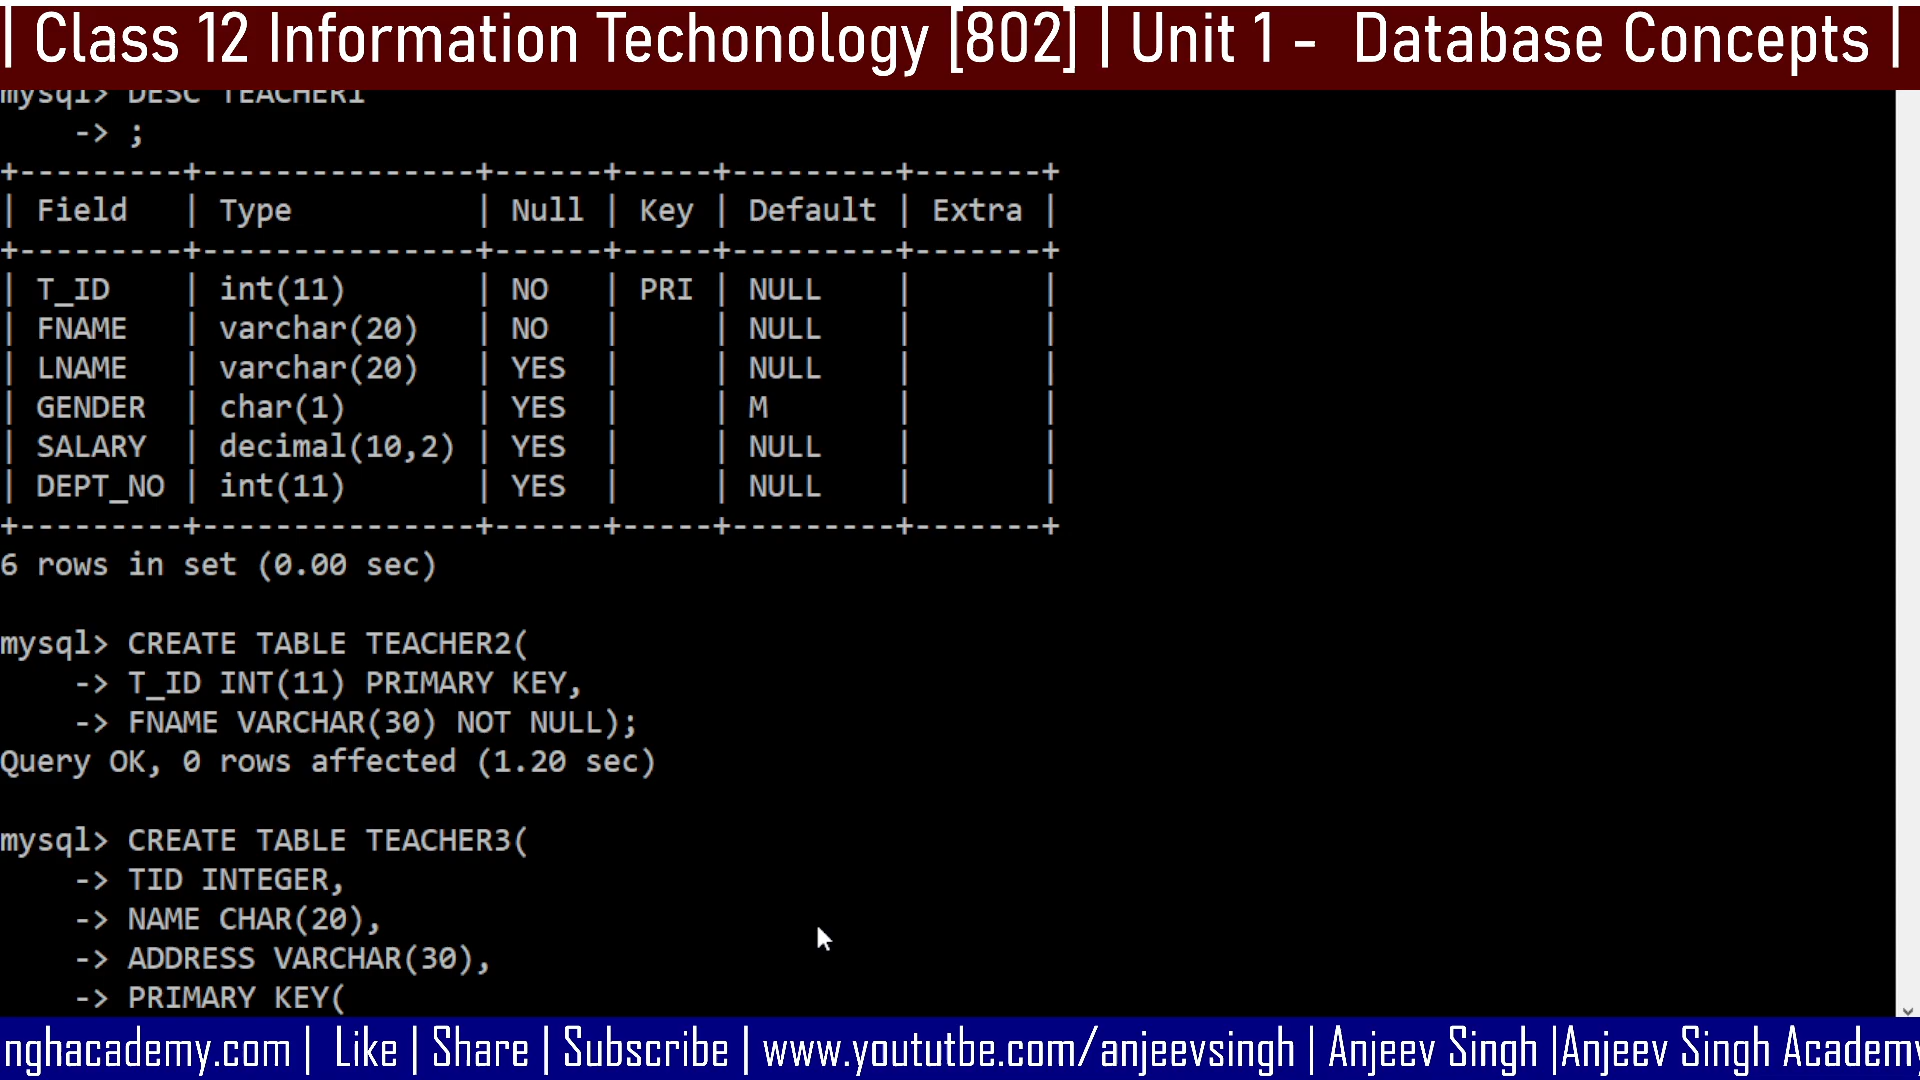 | Class 12 Information Techonology [802] | Unit 1 - Database Concepts |
mysql> DESC TEACHER1
    -> ;
+---------+---------------+------+-----+---------+-------+
| Field   | Type          | Null | Key | Default | Extra |
+---------+---------------+------+-----+---------+-------+
| T_ID    | int(11)       | NO   | PRI | NULL    |       |
| FNAME   | varchar(20)   | NO   |     | NULL    |       |
| LNAME   | varchar(20)   | YES  |     | NULL    |       |
| GENDER  | char(1)       | YES  |     | M       |       |
| SALARY  | decimal(10,2) | YES  |     | NULL    |       |
| DEPT_NO | int(11)       | YES  |     | NULL    |       |
+---------+---------------+------+-----+---------+-------+
6 rows in set (0.00 sec)
mysql> CREATE TABLE TEACHER2(
    -> T_ID INT(11) PRIMARY KEY,
    -> FNAME VARCHAR(30) NOT NULL);
Query OK, 0 rows affected (1.20 sec)
mysql> CREATE TABLE TEACHER3(
    -> TID INTEGER,
    -> NAME CHAR(20),
    -> ADDRESS VARCHAR(30),
    -> PRIMARY KEY(
nghacademy.com | Like | Share | Subscribe | www.yoututbe.com/anjeevsingh | Anjeev Singh |Anjeev Singh Academy